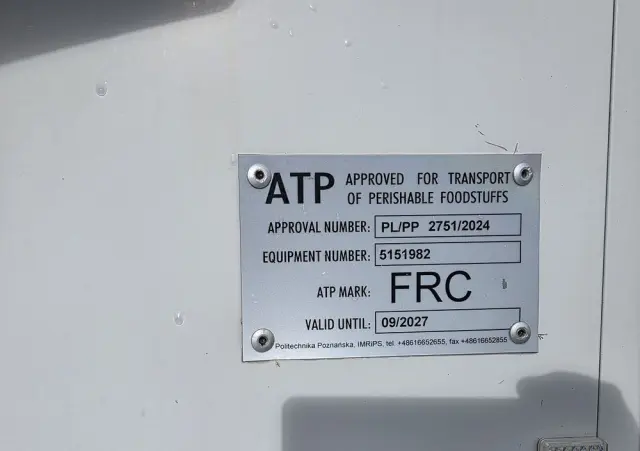 ATP APPROVED FOR TRANSPORT
OF PERISHABLE FOODSTUFFS
APPROVAL NUMBER: PL/PP 2751/2024
EQUIPMENT NUMBER: 5151982
ATP MARK: FRC
VALID UNTIL: 09/2027
Politechnika Poznańska, IMRiPS, tel. +48616652655, fax +48616652855